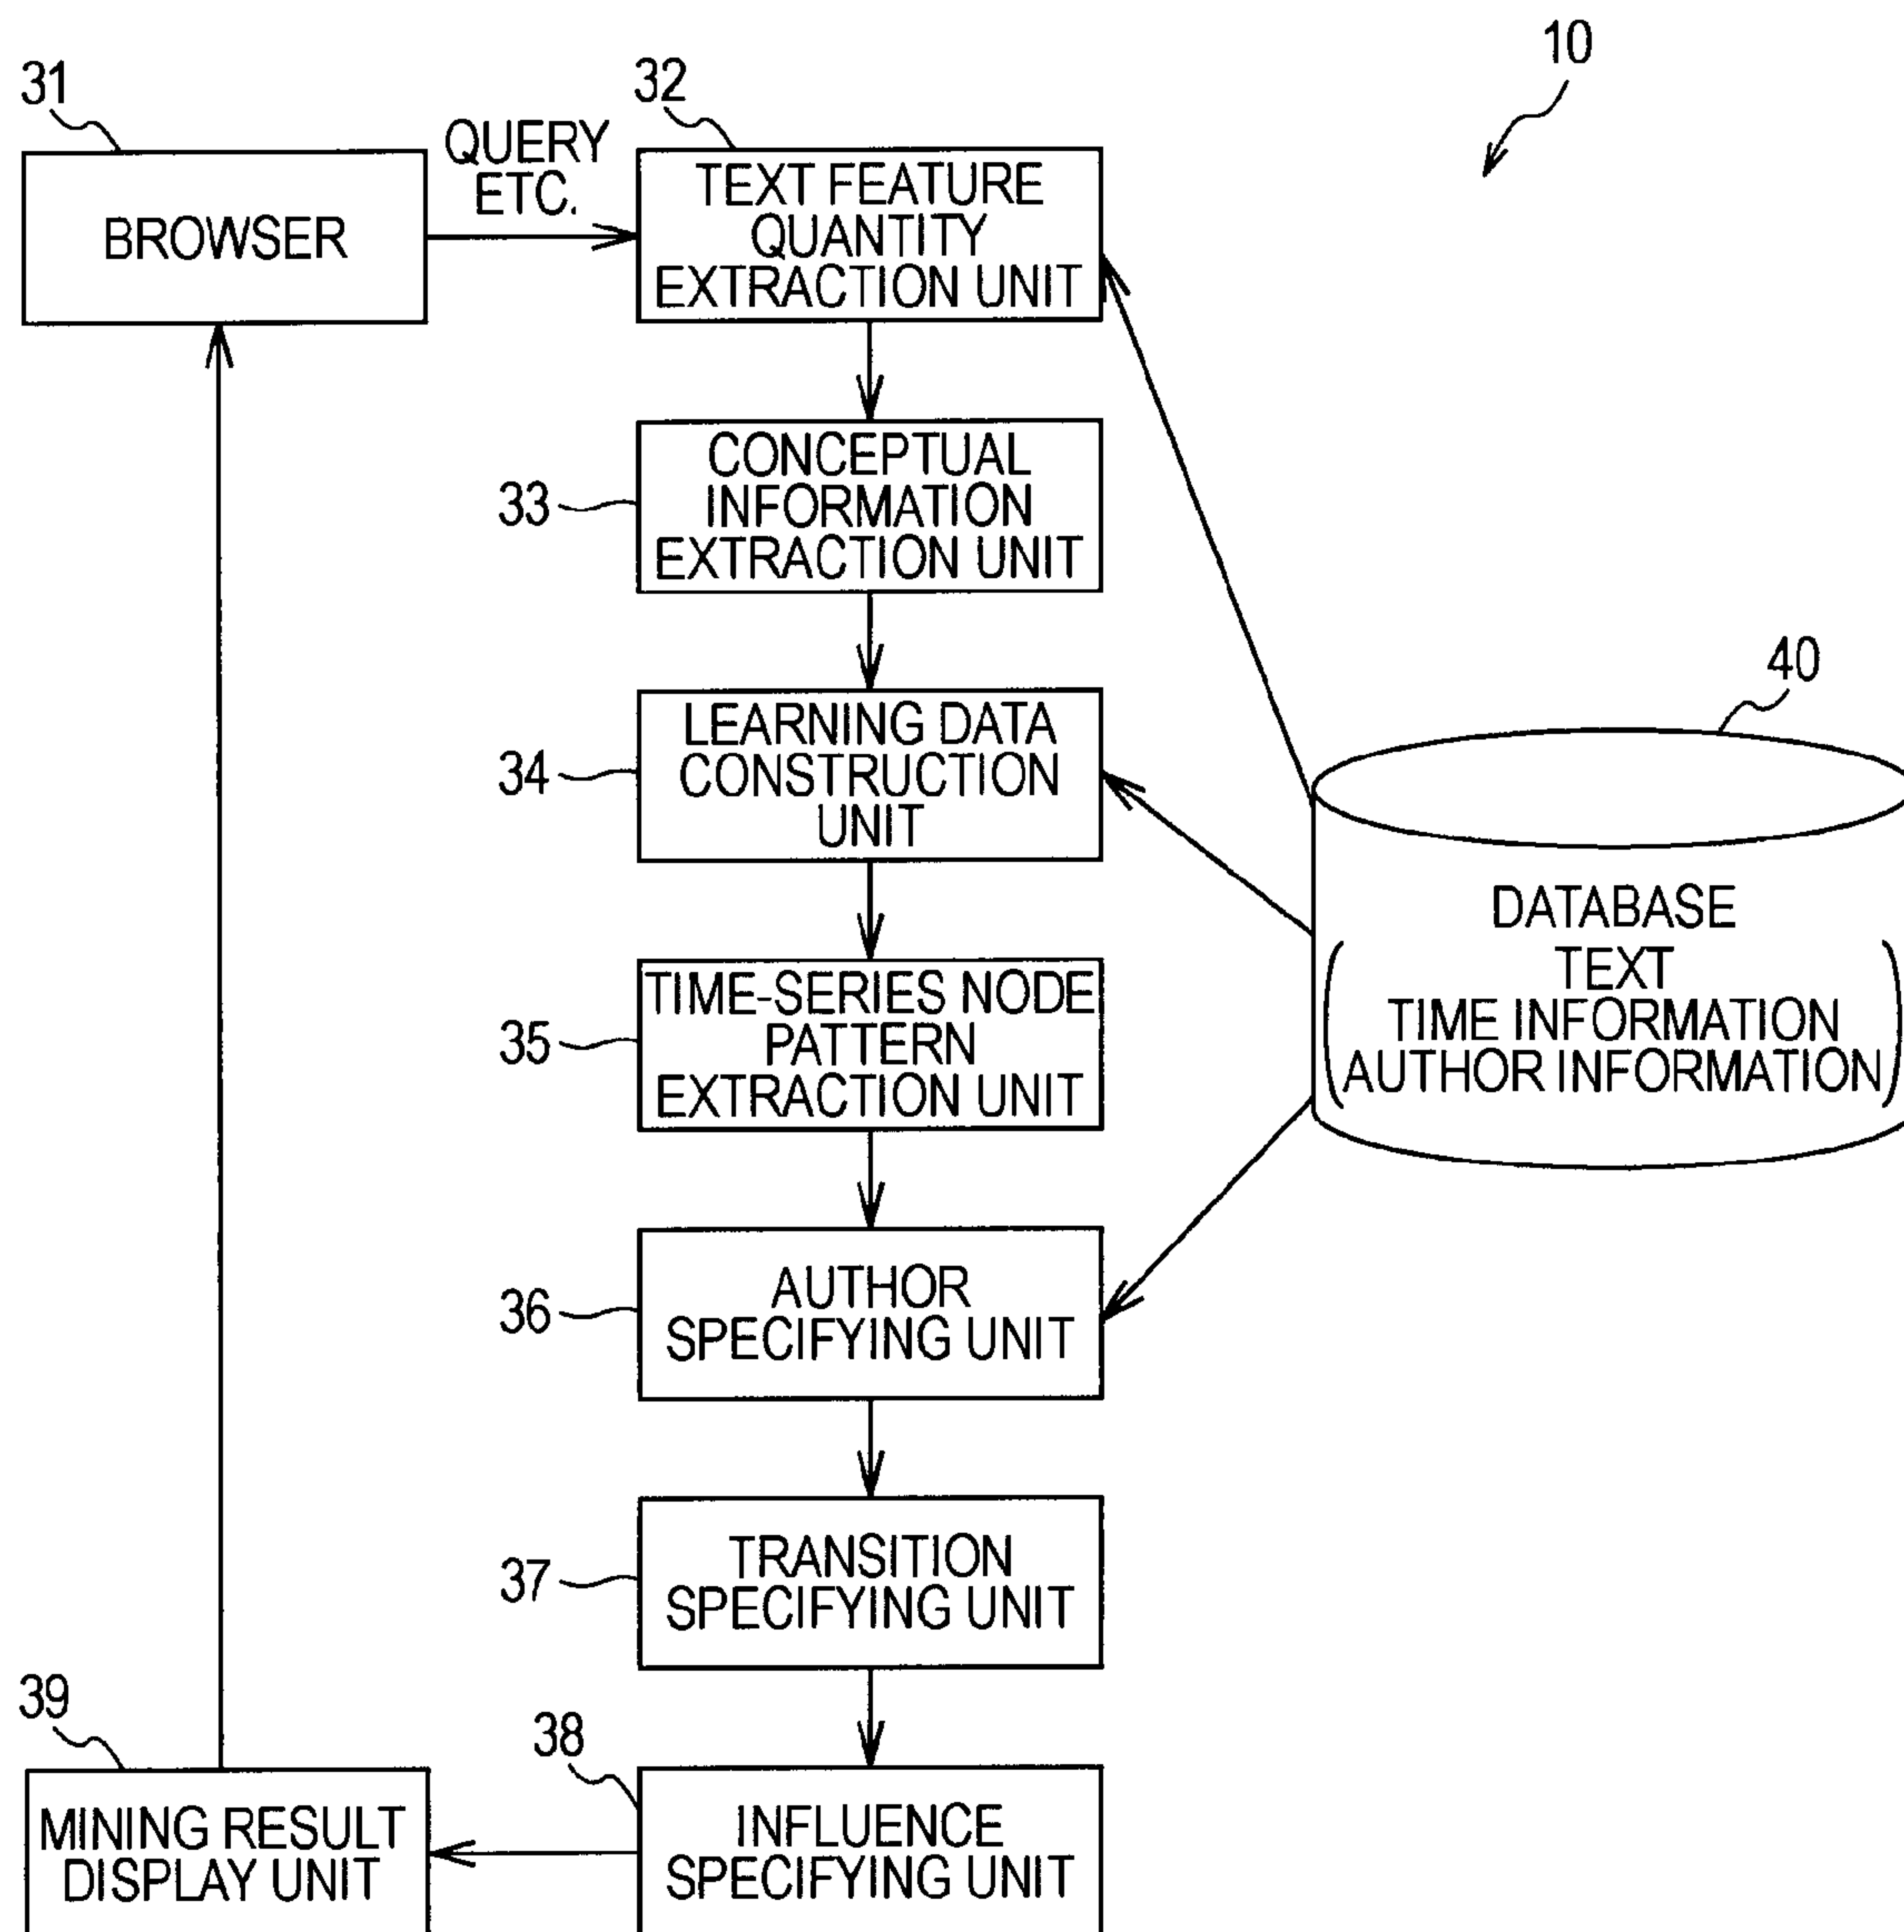 10
31
QUERY
ETC.
32
BROWSER
TEXT FEATURE
QUANTITY
EXTRACTION UNIT
33
CONCEPTUAL
INFORMATION
EXTRACTION UNIT
34
LEARNING DATA
CONSTRUCTION
UNIT
40
DATABASE
TEXT
TIME INFORMATION
AUTHOR INFORMATION
35
TIME-SERIES NODE
PATTERN
EXTRACTION UNIT
36
AUTHOR
SPECIFYING UNIT
37
TRANSITION
SPECIFYING UNIT
38
INFLUENCE
SPECIFYING UNIT
39
MINING RESULT
DISPLAY UNIT